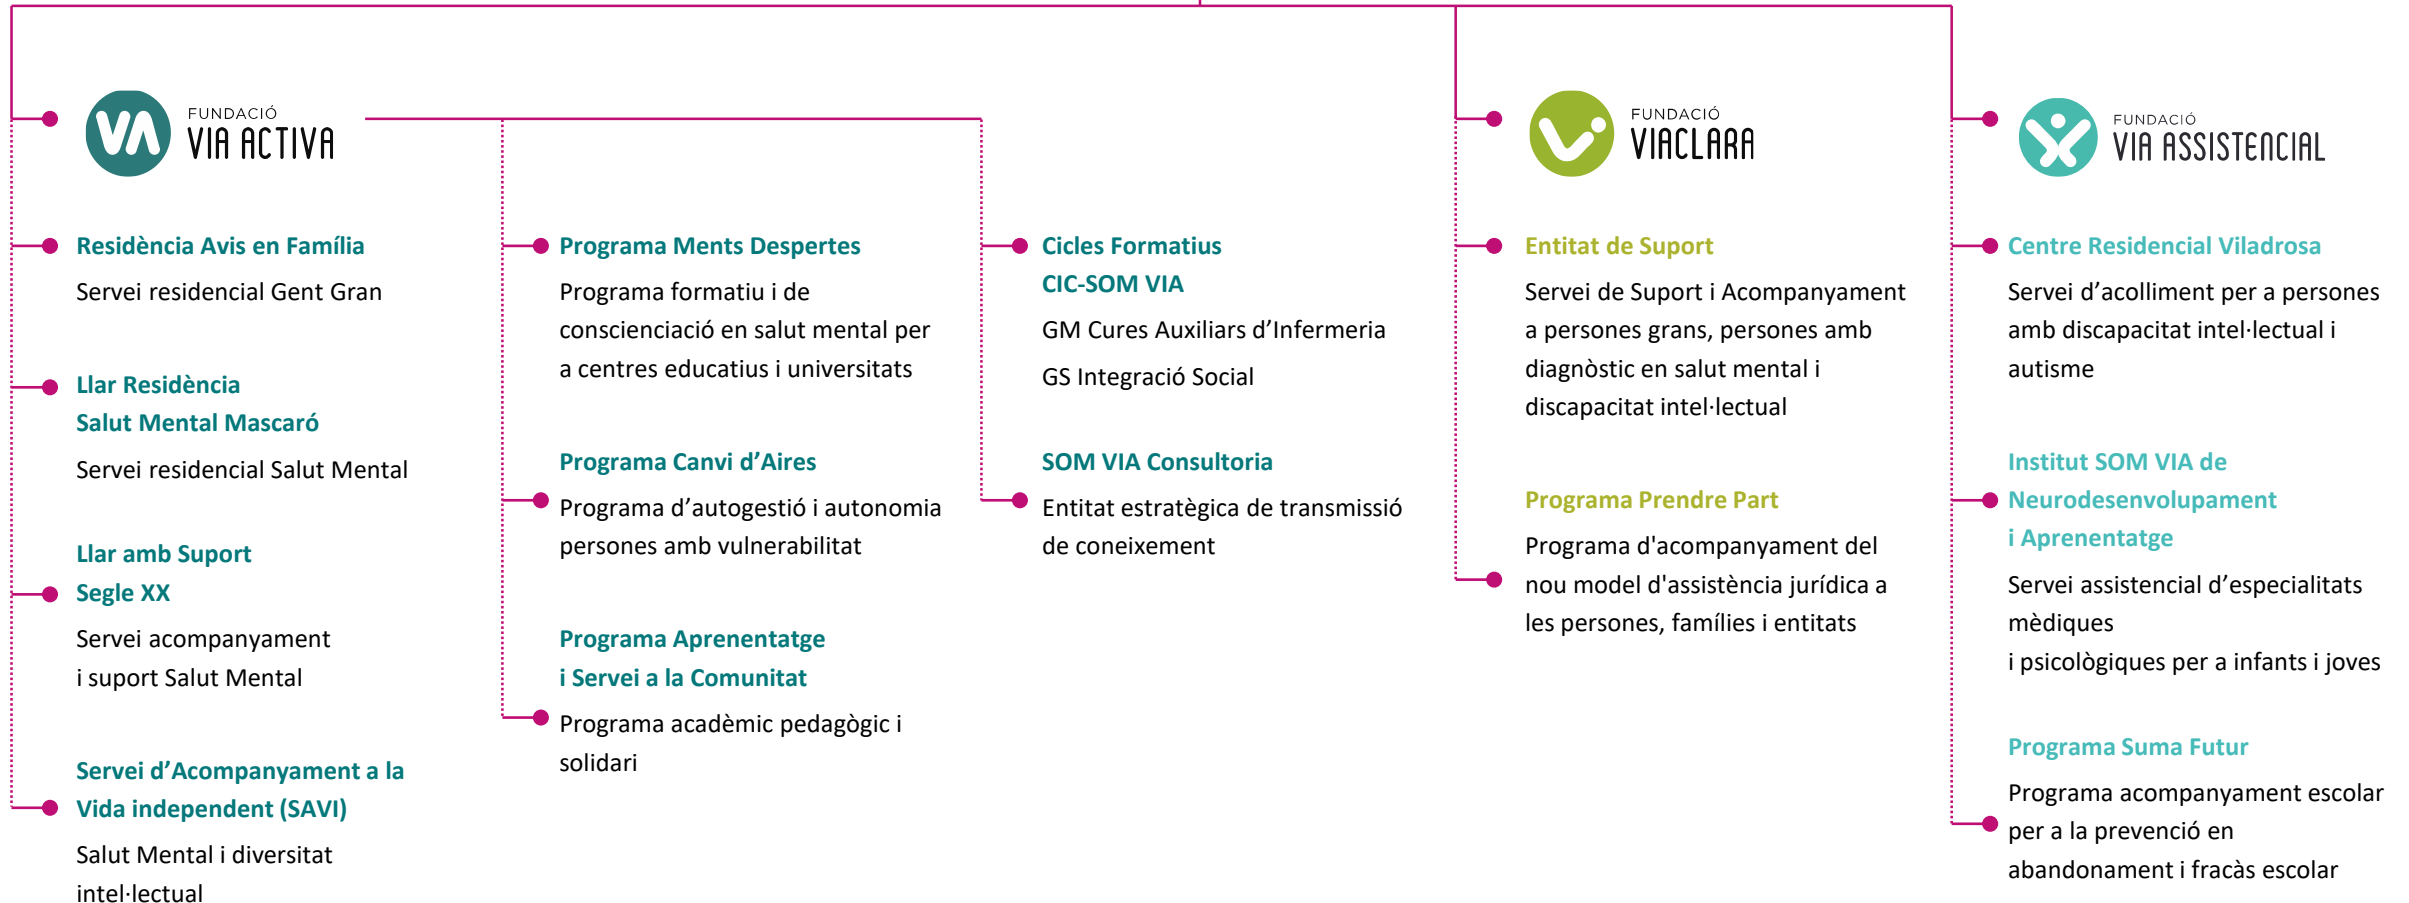 VA
FUNDACIÓ
VIA ACTIVA
Residència Avis en Família
Servei residencial Gent Gran
Llar Residència
Salut Mental Mascaró
Servei residencial Salut Mental
Llar amb Suport
Segle XX
Servei acompanyament
i suport Salut Mental
Servei d’Acompanyament a la
Vida independent (SAVI)
Salut Mental i diversitat
intel·lectual
Programa Ments Despertes
Programa formatiu i de
conscienciació en salut mental per
a centres educatius i universitats
Programa Canvi d’Aires
Programa d’autogestió i autonomia
persones amb vulnerabilitat
Programa Aprenentatge
i Servei a la Comunitat
Programa acadèmic pedagògic i
solidari
Cicles Formatius
CIC-SOM VIA
GM Cures Auxiliars d’Infermeria
GS Integració Social
SOM VIA Consultoria
Entitat estratègica de transmissió
de coneixement
FUNDACIÓ
VIACLARA
Entitat de Suport
Servei de Suport i Acompanyament
a persones grans, persones amb
diagnòstic en salut mental i
discapacitat intel·lectual
Programa Prendre Part
Programa d'acompanyament del
nou model d'assistència jurídica a
les persones, famílies i entitats
FUNDACIÓ
VIA ASSISTENCIAL
Centre Residencial Viladrosa
Servei d’acolliment per a persones
amb discapacitat intel·lectual i
autisme
Institut SOM VIA de
Neurodesenvolupament
i Aprenentatge
Servei assistencial d’especialitats
mèdiques
i psicològiques per a infants i joves
Programa Suma Futur
Programa acompanyament escolar
per a la prevenció en
abandonament i fracàs escolar